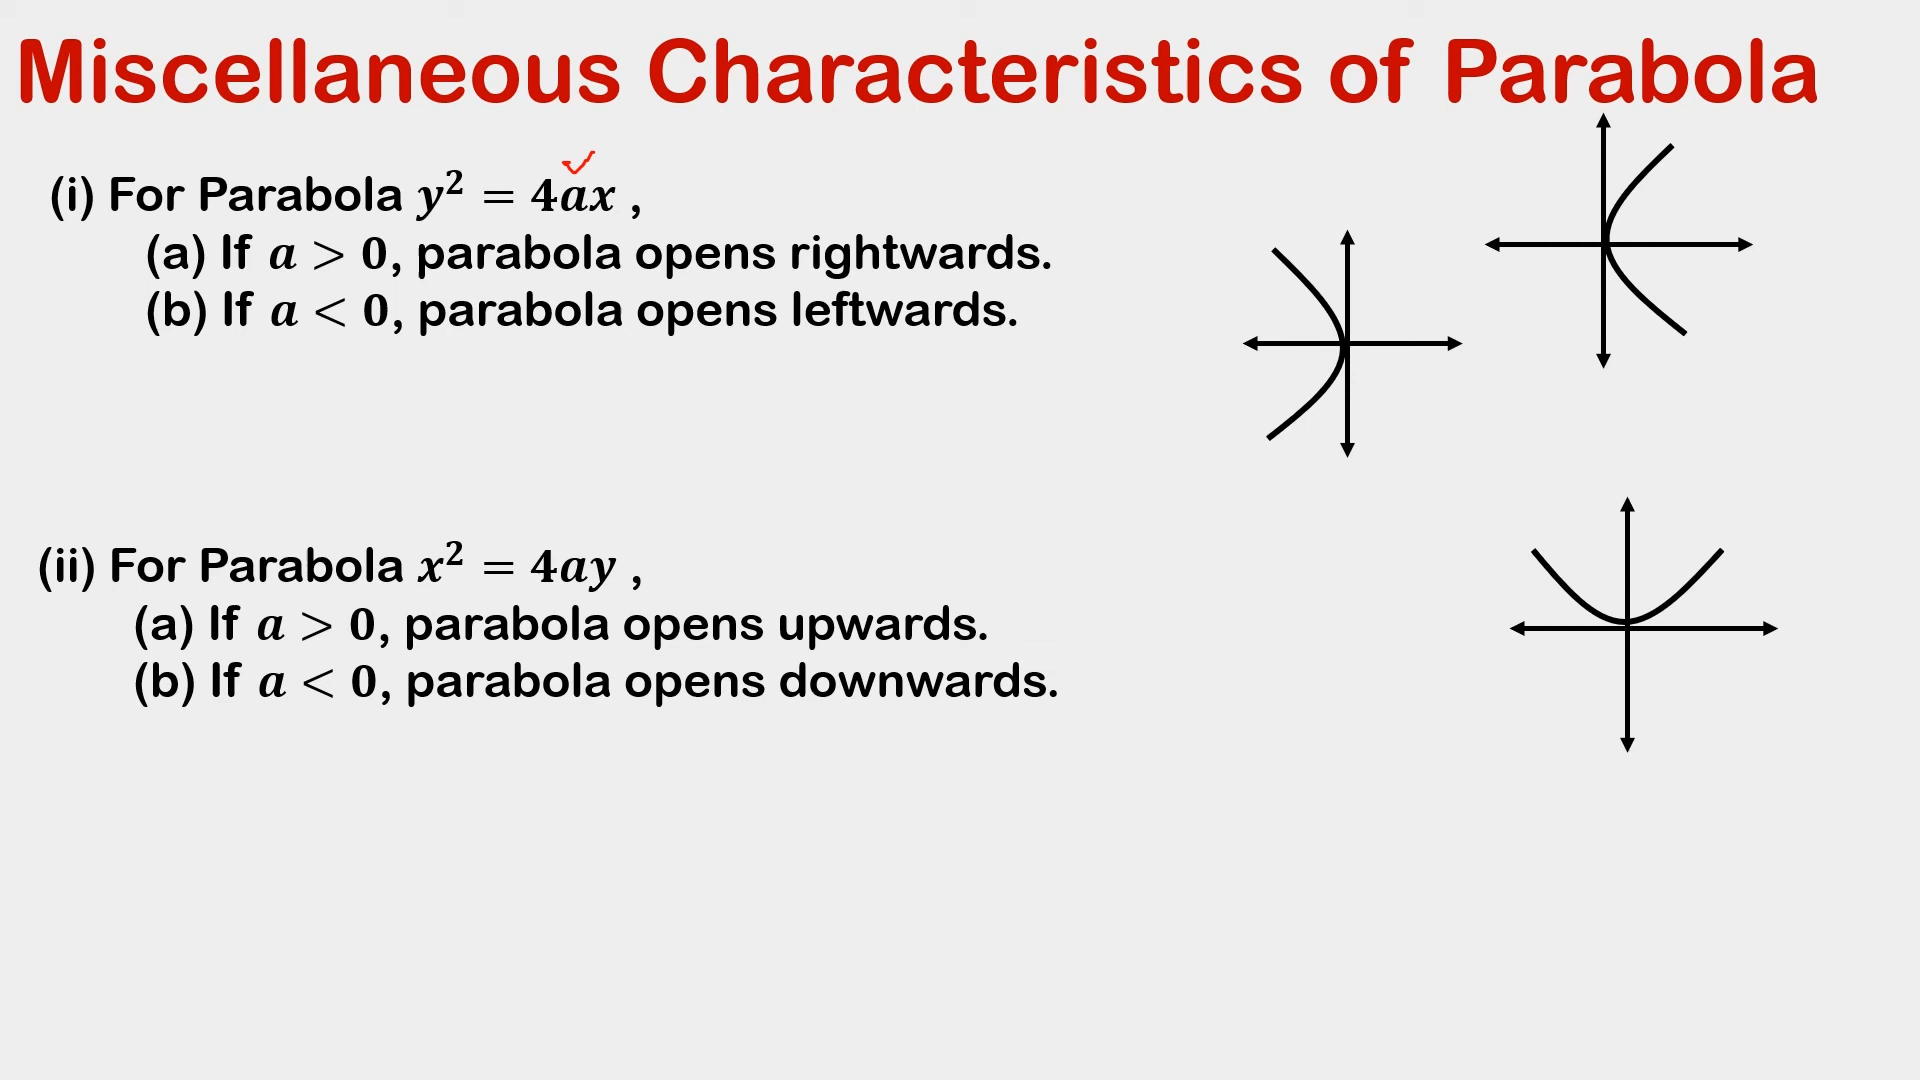 Miscellaneous Characteristics of Parabola
(i) For Parabola y² = 4ax ,
(a) If a > 0, parabola opens rightwards.
(b) If a < 0, parabola opens leftwards.
(ii) For Parabola x² = 4ay ,
(a) If a > 0, parabola opens upwards.
(b) If a < 0, parabola opens downwards.